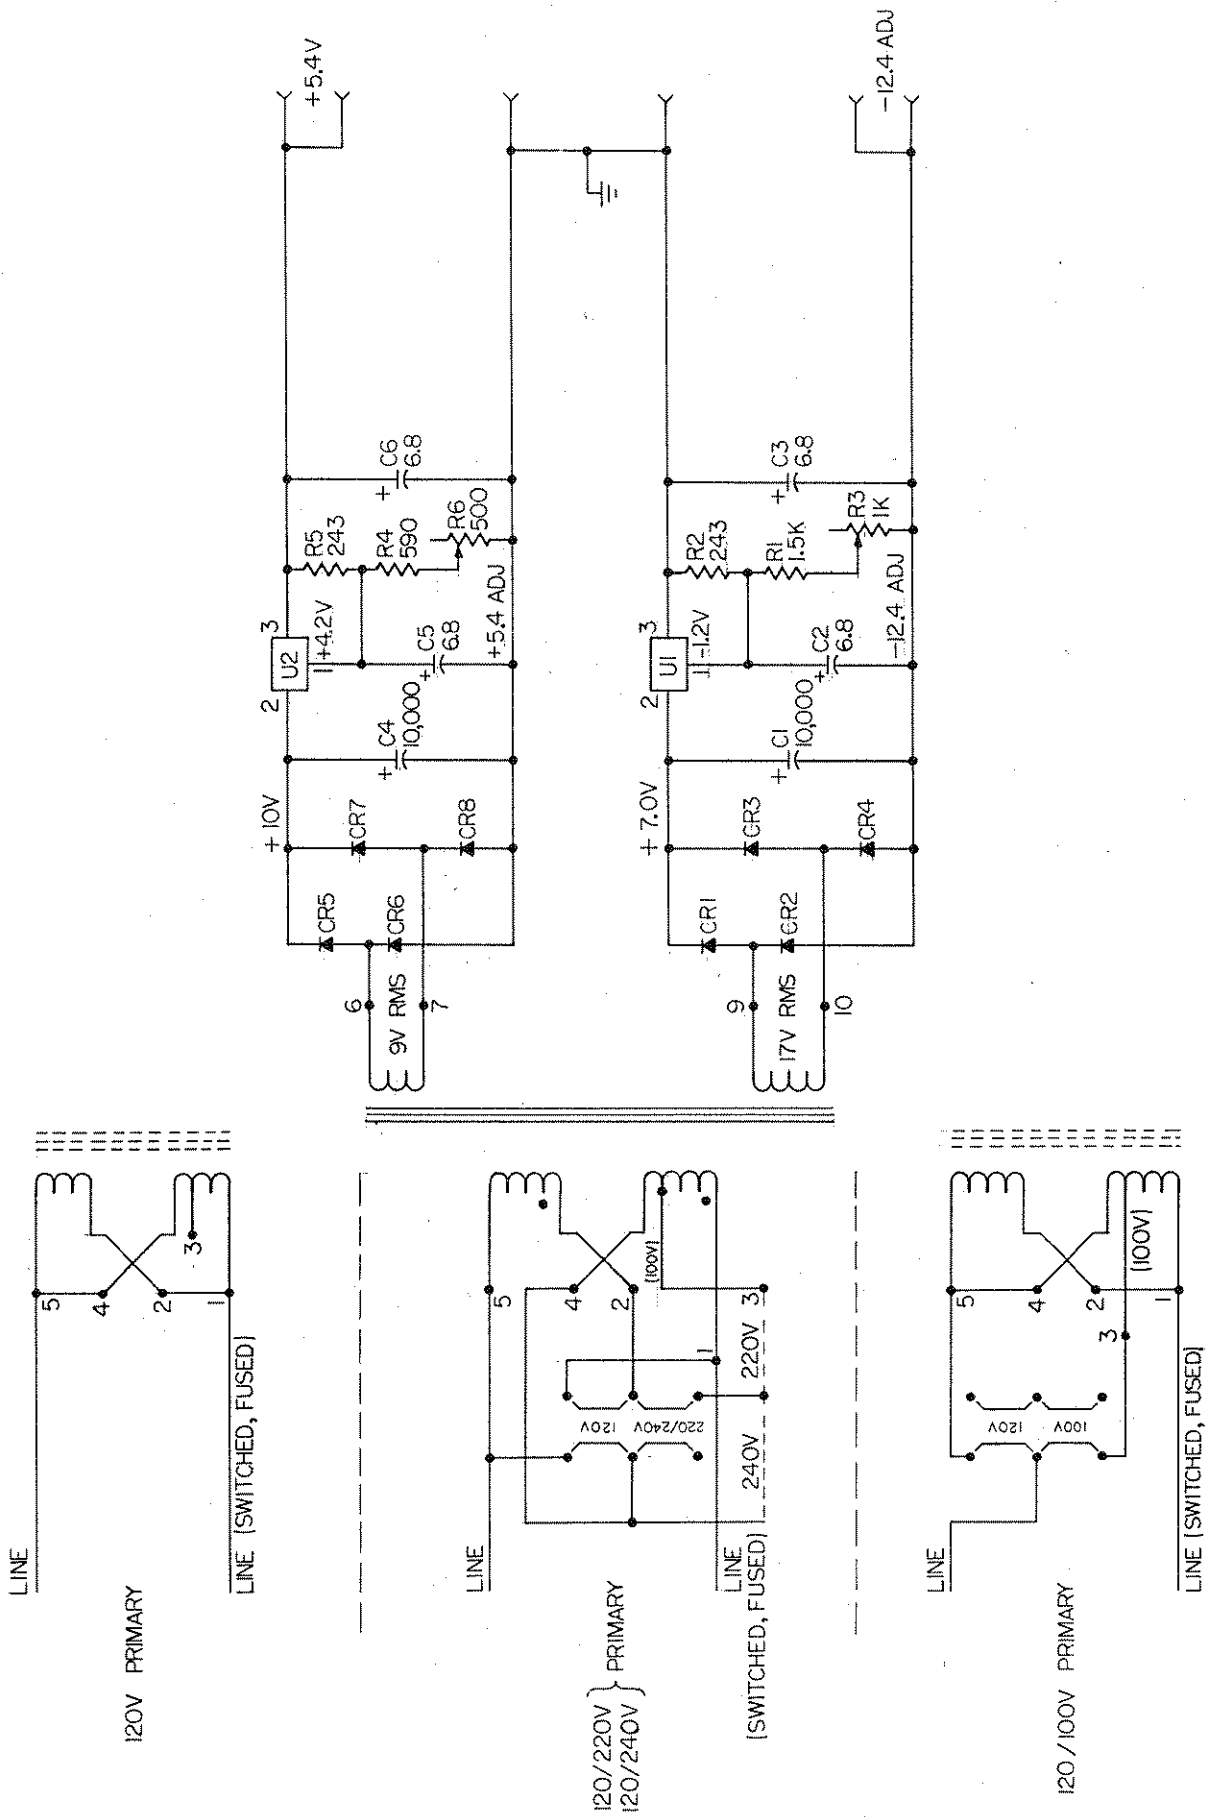 LINE
120V PRIMARY
LINE (SWITCHED, FUSED)
5
4
2
3
1
LINE
120/220V
120/240V
PRIMARY
LINE
(SWITCHED, FUSED)
120V
220/240V
240V
220V
5
4
2
(100V)
3
1
LINE
120/100V PRIMARY
LINE (SWITCHED, FUSED)
120V
100V
5
4
2
3
1
(100V)
6
9V RMS
7
CR5
CR6
CR7
CR8
+10V
+
C4
10,000
2
U2
3
1
+4.2V
+
C5
6.8
R5
243
R4
590
R6
500
+5.4 ADJ
+
C6
6.8
+5.4V
9
17V RMS
10
CR1
CR2
CR3
CR4
+7.0V
+
C1
10,000
2
U1
3
1
-1.2V
+
C2
6.8
R2
243
R1
1.5K
R3
1K
-12.4 ADJ
+
C3
6.8
-12.4 ADJ